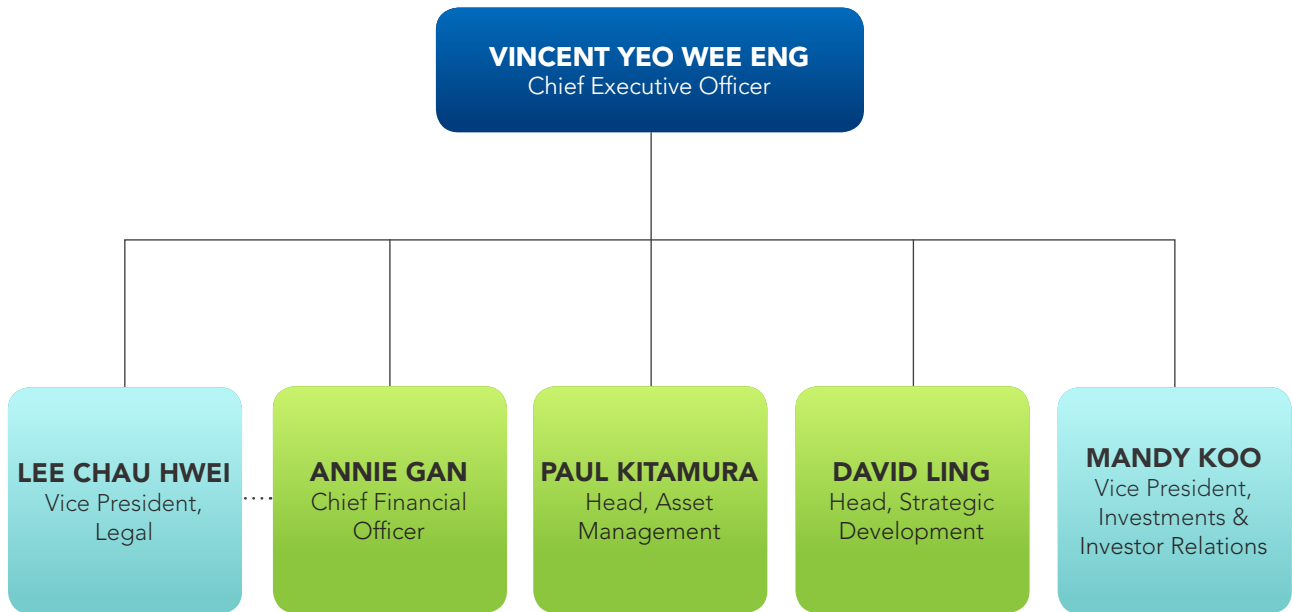 VINCENT YEO WEE ENG
Chief Executive Officer
LEE CHAU HWEI
Vice President,
Legal
ANNIE GAN
Chief Financial
Officer
PAUL KITAMURA
Head, Asset
Management
DAVID LING
Head, Strategic
Development
MANDY KOO
Vice President,
Investments &
Investor Relations